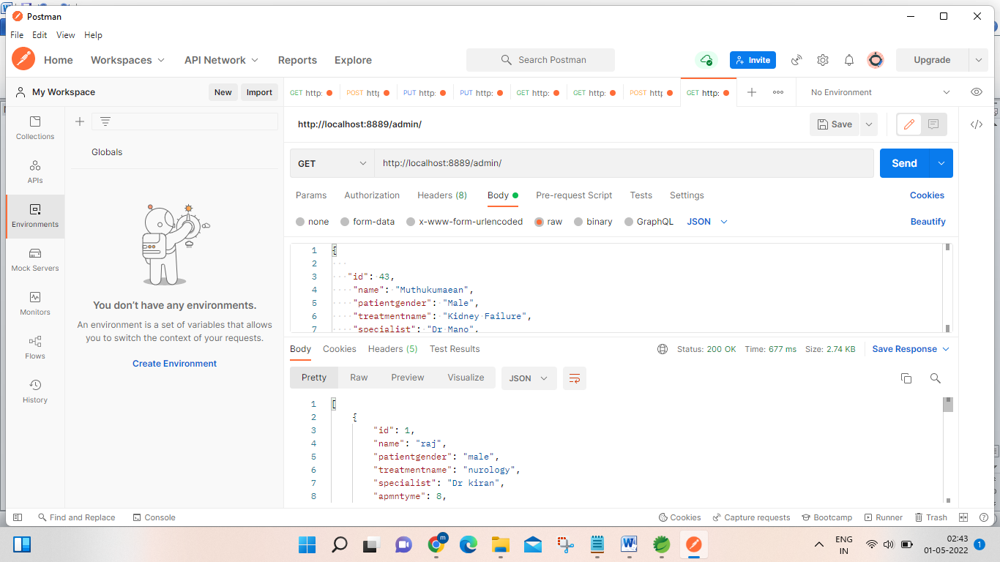 Postman
File Edit View Help
Home Workspaces API Network Reports Explore Search Postman Invite Upgrade
My Workspace New Import GET http: POST http PUT http: PUT http: GET http: GET http: POST http GET http: No Environment
http://localhost:8889/admin/ Save </>
Collections
Globals
GET http://localhost:8889/admin/ Send
APIs
Params Authorization Headers (8) Body Pre-request Script Tests Settings Cookies
Environments
none form-data x-www-form-urlencoded raw binary GraphQL JSON Beautify
1 {
2
3 "id": 43,
4 "name": "Muthukumaean",
5 "patientgender": "Male",
6 "treatmentname": "Kidney Failure",
7 "specialist": "Dr Mano",
Mock Servers
Monitors
Flows
History
You don't have any environments.
An environment is a set of variables that allows
you to switch the context of your requests.
Create Environment
Body Cookies Headers (5) Test Results Status: 200 OK Time: 677 ms Size: 2.74 KB Save Response
Pretty Raw Preview Visualize JSON
1 [
2 {
3 "id": 1,
4 "name": "raj",
5 "patientgender": "male",
6 "treatmentname": "nurology",
7 "specialist": "Dr kiran",
8 "apmntyme": 8,
Find and Replace Console Cookies Capture requests Bootcamp Runner Trash
m
W
ENG
IN
02:43
01-05-2022
1